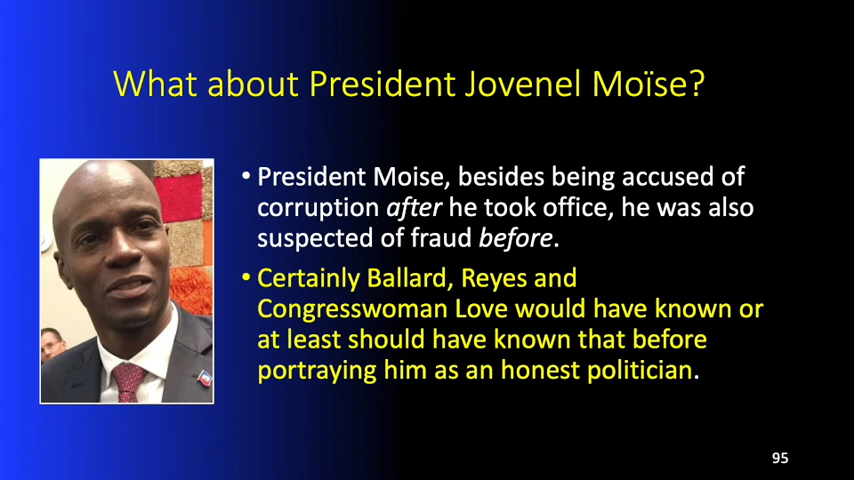 What about President Jovenel Moïse?
• President Moise, besides being accused of
corruption after he took office, he was also
suspected of fraud before.
• Certainly Ballard, Reyes and
Congresswoman Love would have known or
at least should have known that before
portraying him as an honest politician.
95